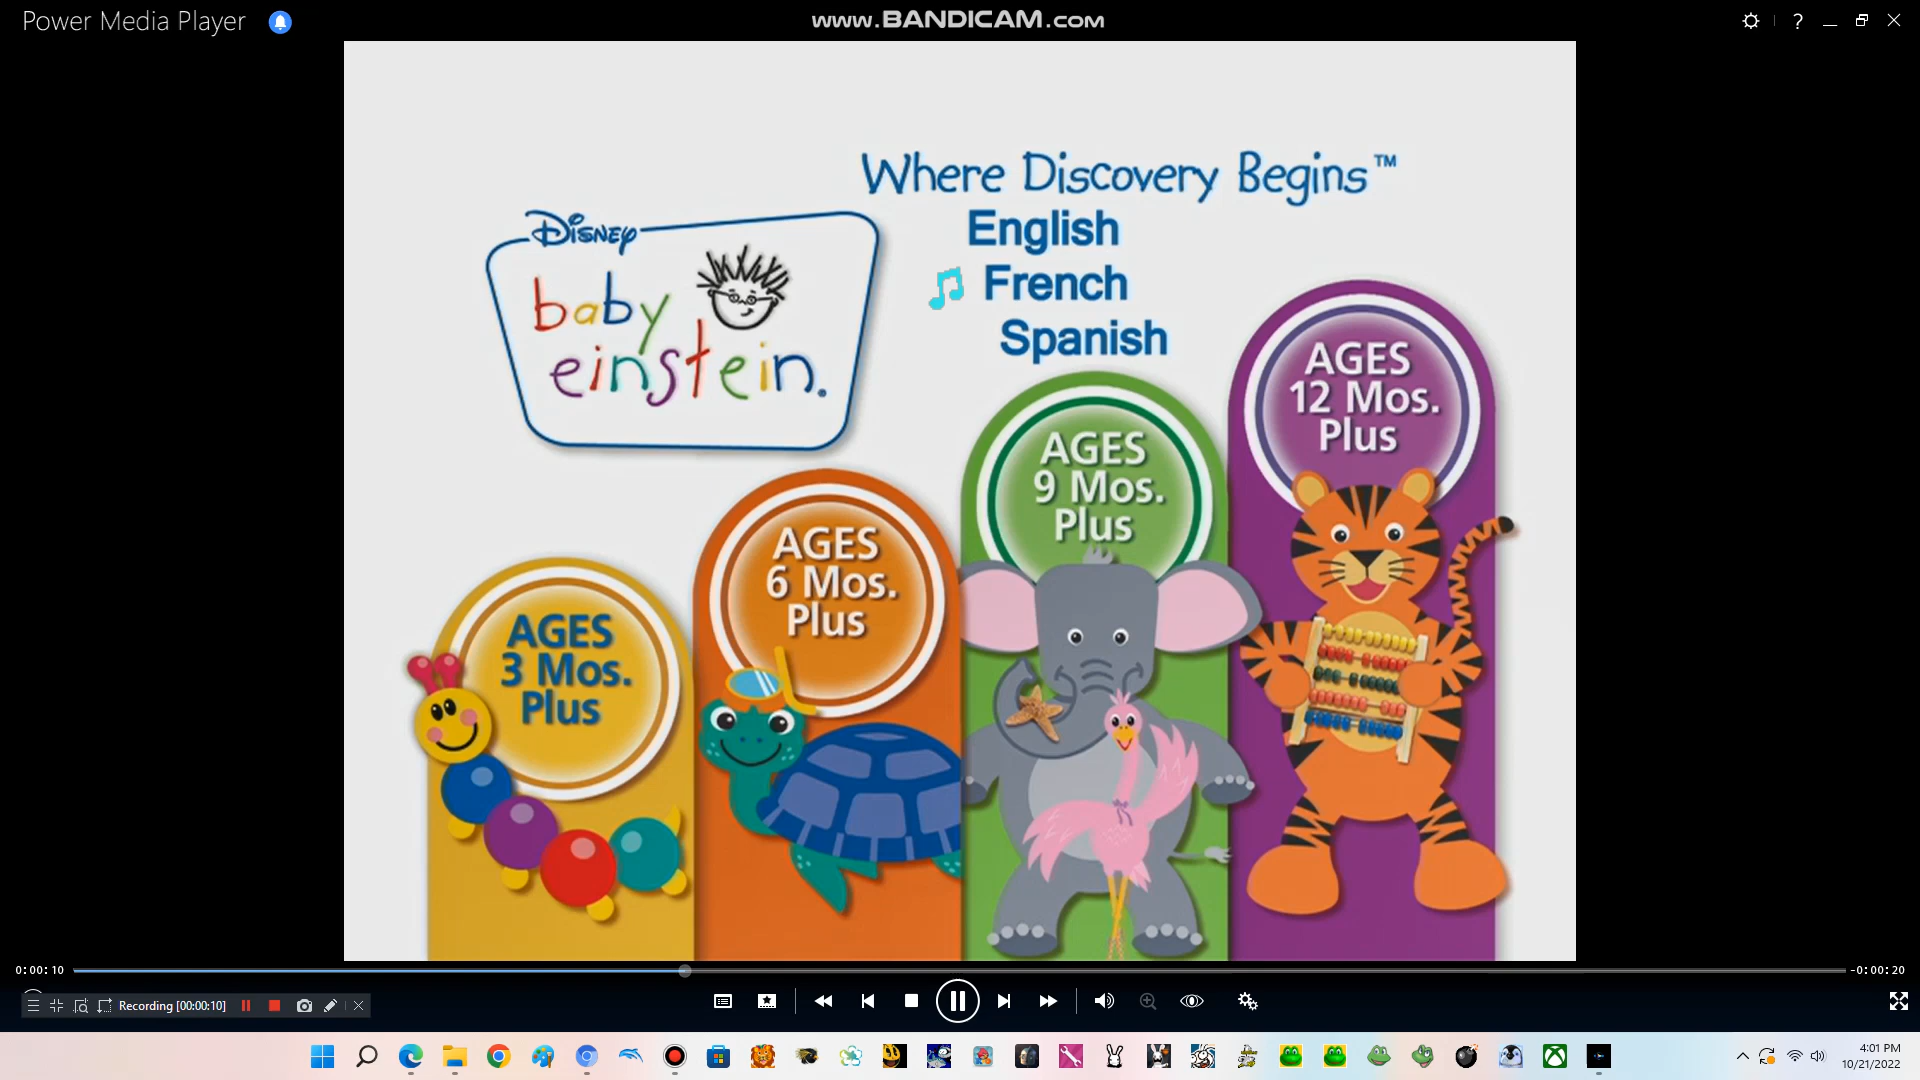 Power Media Player
www.BANDICAM.com
Where Discovery Begins™
English
French
Spanish
Disney
baby
einstein®
AGES
12 Mos.
Plus
AGES
9 Mos.
Plus
AGES
6 Mos.
Plus
AGES
3 Mos.
Plus
0:00:10
-0:00:20
Recording [00:00:10]
4:01 PM
10/21/2022